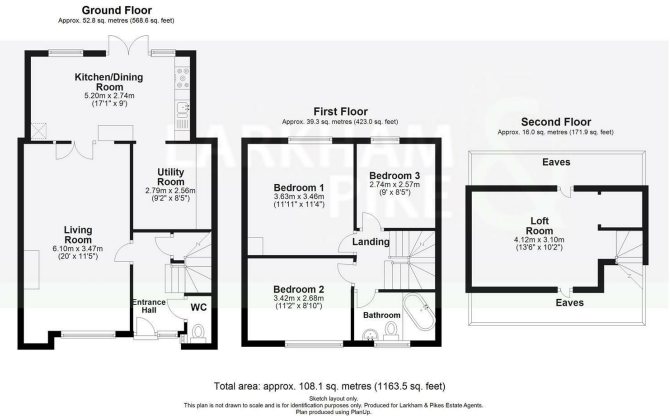 Ground Floor
Approx. 52.8 sq. metres (568.6 sq. feet)
Kitchen/Dining
Room
5.20m x 2.74m
(17'1" x 9')
Utility
Room
2.79m x 2.56m
(9'2" x 8'5")
Living
Room
6.10m x 3.47m
(20' x 11'5")
Entrance
Hall
WC
First Floor
Approx. 39.3 sq. metres (423.0 sq. feet)
Bedroom 1
3.63m x 3.46m
(11'11" x 11'4")
Bedroom 3
2.74m x 2.57m
(9' x 8'5")
Landing
Bedroom 2
3.42m x 2.68m
(11'2" x 8'10")
Bathroom
Second Floor
Approx. 16.0 sq. metres (171.9 sq. feet)
Eaves
Loft
Room
4.12m x 3.10m
(13'6" x 10'2")
Eaves
LARKHAM
&
PIKE
Total area: approx. 108.1 sq. metres (1163.5 sq. feet)
Sketch layout only.
This plan is not drawn to scale and is for identification purposes only. Produced for Larkham & Pikes Estate Agents.
Plan produced using PlanUp.